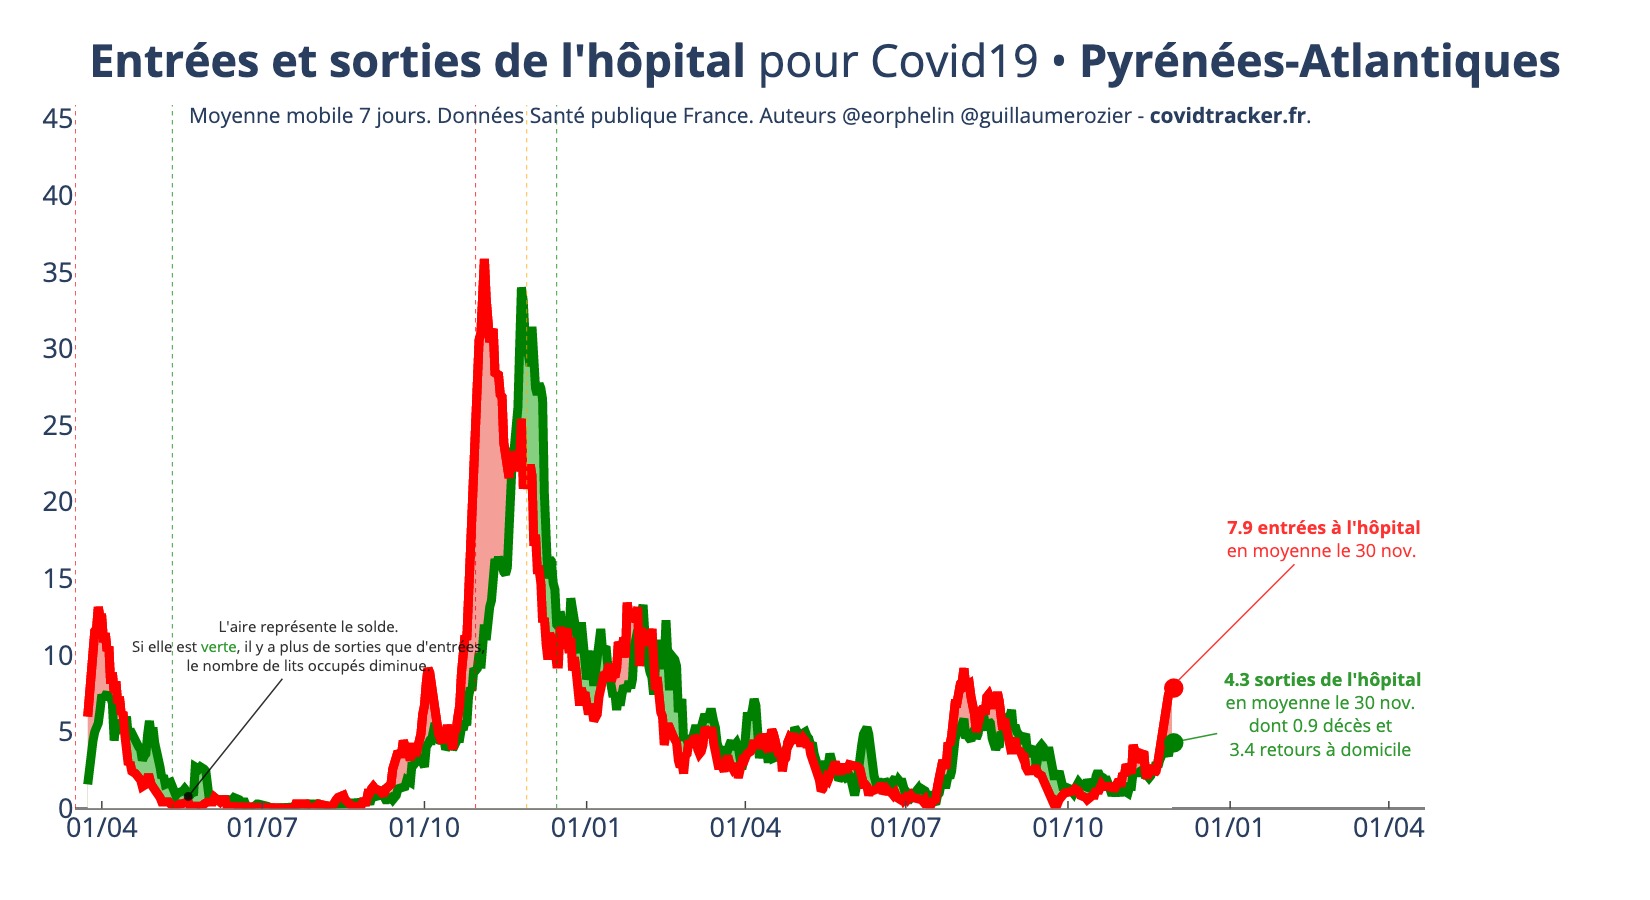 Entrées et sorties de l'hôpital pour Covid19 • Pyrénées-Atlantiques
Moyenne mobile 7 jours. Données Santé publique France. Auteurs @eorphelin @guillaumerozier - covidtracker.fr.
45
40
35
30
25
20
15
10
5
0
L'aire représente le solde.
Si elle est verte, il y a plus de sorties que d'entrées,
le nombre de lits occupés diminue.
7.9 entrées à l'hôpital
en moyenne le 30 nov.
4.3 sorties de l'hôpital
en moyenne le 30 nov.
dont 0.9 décès et
3.4 retours à domicile
01/04 01/07 01/10 01/01 01/04 01/07 01/10 01/01 01/04